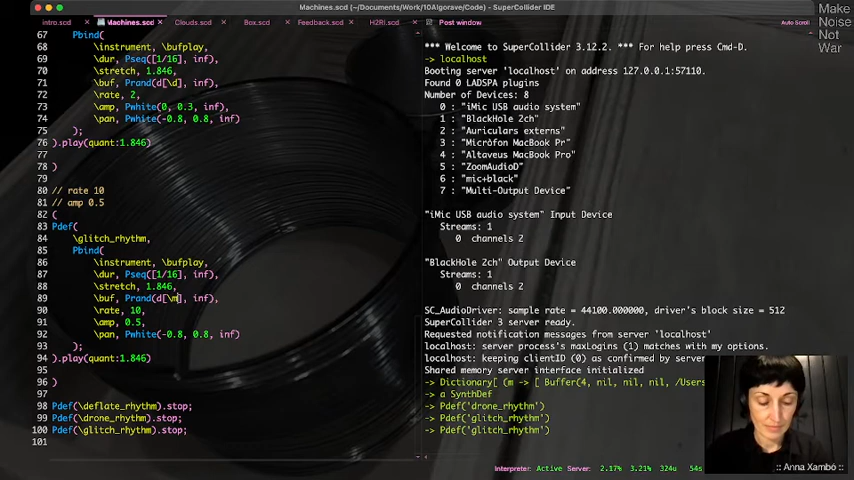 Machines.scd — /Documents/Work/10Algorave/Code) - SuperCollider IDE
intro.scd
Machines.scd
Clouds.scd
Box.scd
Feedback.scd
H2RI.scd
Post window
Auto Scroll
Make
Noise
Not
War
67 Pbind(
68 \instrument, \bufplay,
69 \dur, Pseq([1/16], inf),
70 \stretch, 1.846,
71 \buf, Prand(d[\d], inf),
72 \rate, 2,
73 \amp, Pwhite(0, 0.3, inf),
74 \pan, Pwhite(-0.8, 0.8, inf)
75 );
76 ).play(quant:1.846)
77
78 )
79
80 // rate 10
81 // amp 0.5
82 (
83 Pdef(
84 \glitch_rhythm,
85 Pbind(
86 \instrument, \bufplay,
87 \dur, Pseq([1/16], inf),
88 \stretch, 1.846,
89 \buf, Prand(d[\m], inf),
90 \rate, 10,
91 \amp, 0.5,
92 \pan, Pwhite(-0.8, 0.8, inf)
93 );
94 ).play(quant:1.846)
95
96 )
97
98 Pdef(\deflate_rhythm).stop;
99 Pdef(\drone_rhythm).stop;
100 Pdef(\glitch_rhythm).stop;
101
*** Welcome to SuperCollider 3.12.2. *** For help press Cmd-D.
-> localhost
Booting server 'localhost' on address 127.0.0.1:57110.
Found 0 LADSPA plugins
Number of Devices: 8
0 : "iMic USB audio system"
1 : "BlackHole 2ch"
2 : "Auriculars externs"
3 : "Micròfon MacBook Pr"
4 : "Altaveus MacBook Pro"
5 : "ZoomAudioD"
6 : "mic+black"
7 : "Multi-Output Device"
"iMic USB audio system" Input Device
Streams: 1
0 channels 2
"BlackHole 2ch" Output Device
Streams: 1
0 channels 2
SC_AudioDriver: sample rate = 44100.000000, driver's block size = 512
SuperCollider 3 server ready.
Requested notification messages from server 'localhost'
localhost: server process's maxLogins (1) matches with my options.
localhost: keeping clientID (0) as confirmed by server
Shared memory server interface initialized
-> Dictionary[ (m -> [ Buffer(4, nil, nil, nil, /Users
-> a SynthDef
-> Pdef('drone_rhythm')
-> Pdef('glitch_rhythm')
-> Pdef('glitch_rhythm')
Interpreter: Active Server: 2.17% 3.21% 324u 54s
:: Anna Xambó ::